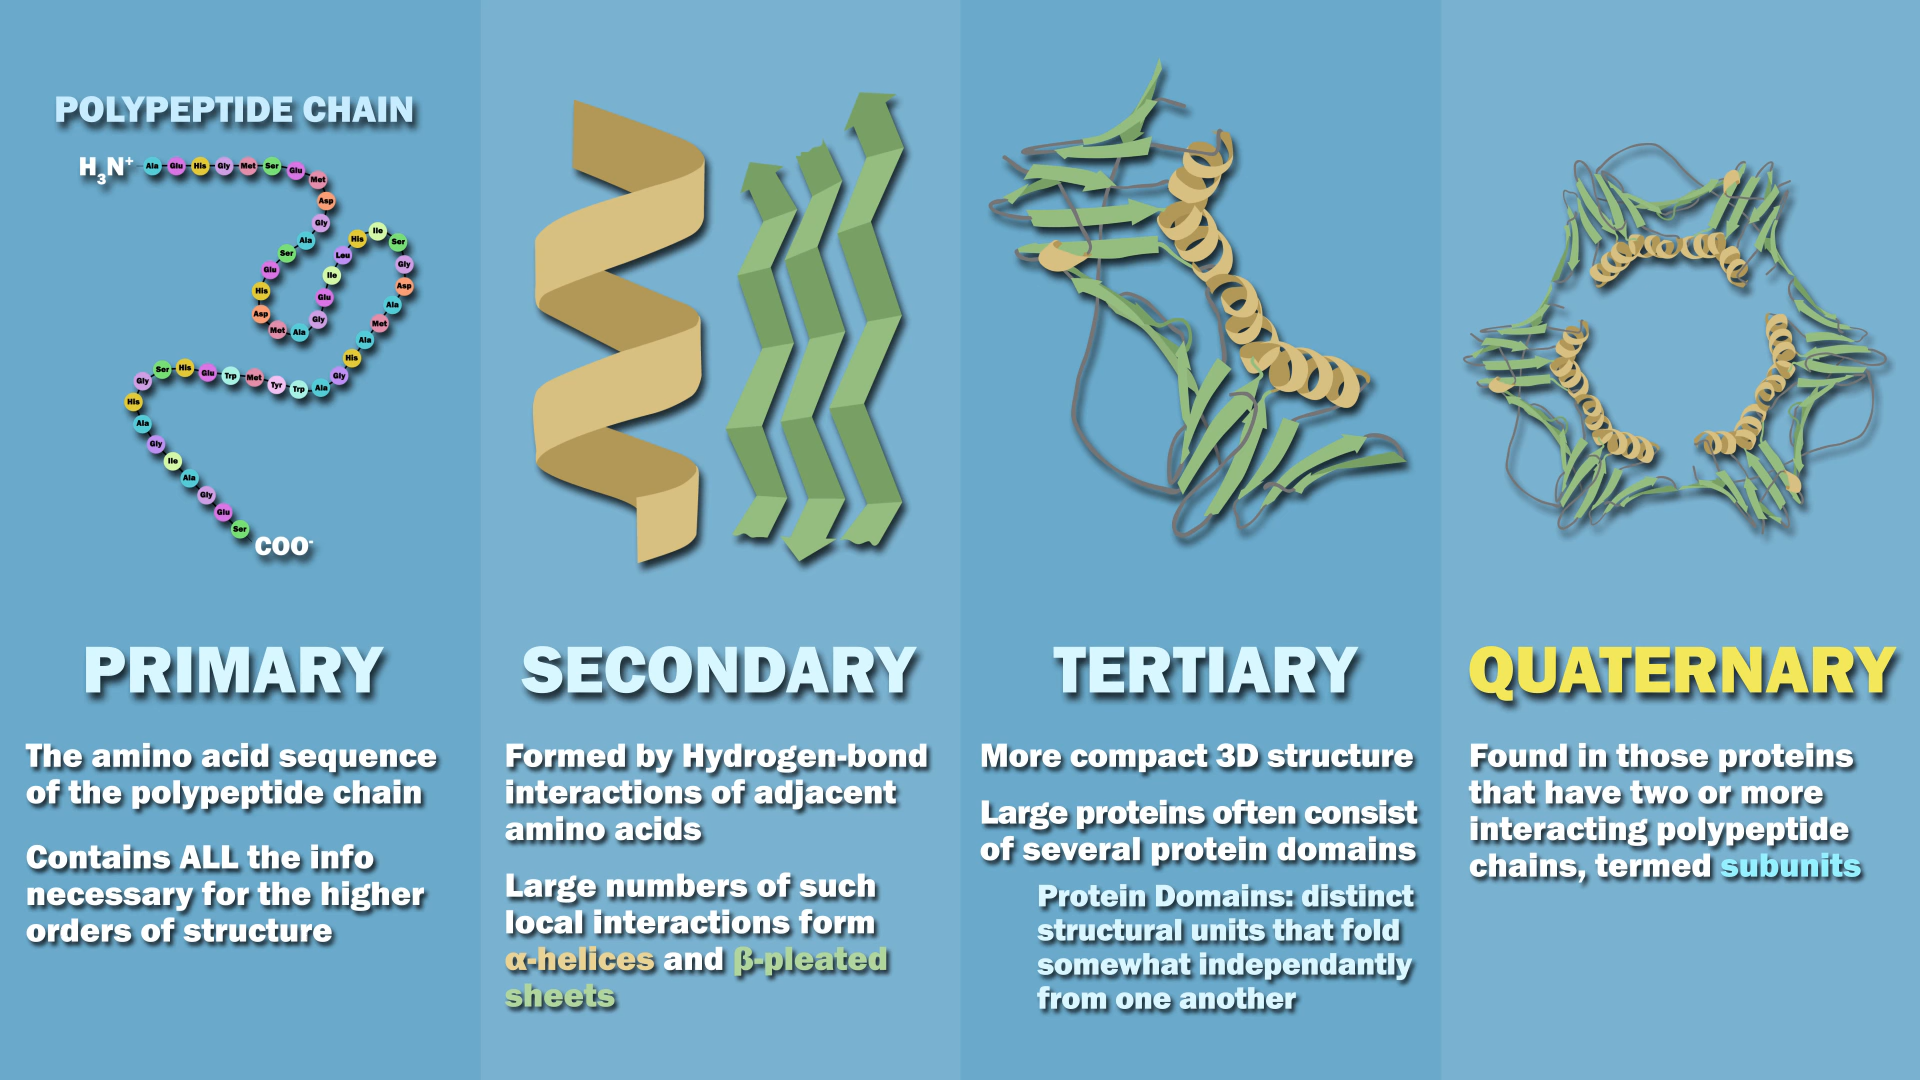 POLYPEPTIDE CHAIN
H3N+ Ala Glu His Gly Met Ser Glu Met Asp Gly Ala Ser Glu His Asp Met Ala Gly Glu Ile Leu His Ile Ser Gly Asp Ala Met Ala His Gly Ala Trp Tyr Met Trp Glu His Ser Gly His Ala Gly Ile Ala Gly Glu Ser COO-
PRIMARY
The amino acid sequence
of the polypeptide chain
Contains ALL the info
necessary for the higher
orders of structure
SECONDARY
Formed by Hydrogen-bond
interactions of adjacent
amino acids
Large numbers of such
local interactions form
α-helices and β-pleated
sheets
TERTIARY
More compact 3D structure
Large proteins often consist
of several protein domains
Protein Domains: distinct
structural units that fold
somewhat independantly
from one another
QUATERNARY
Found in those proteins
that have two or more
interacting polypeptide
chains, termed subunits